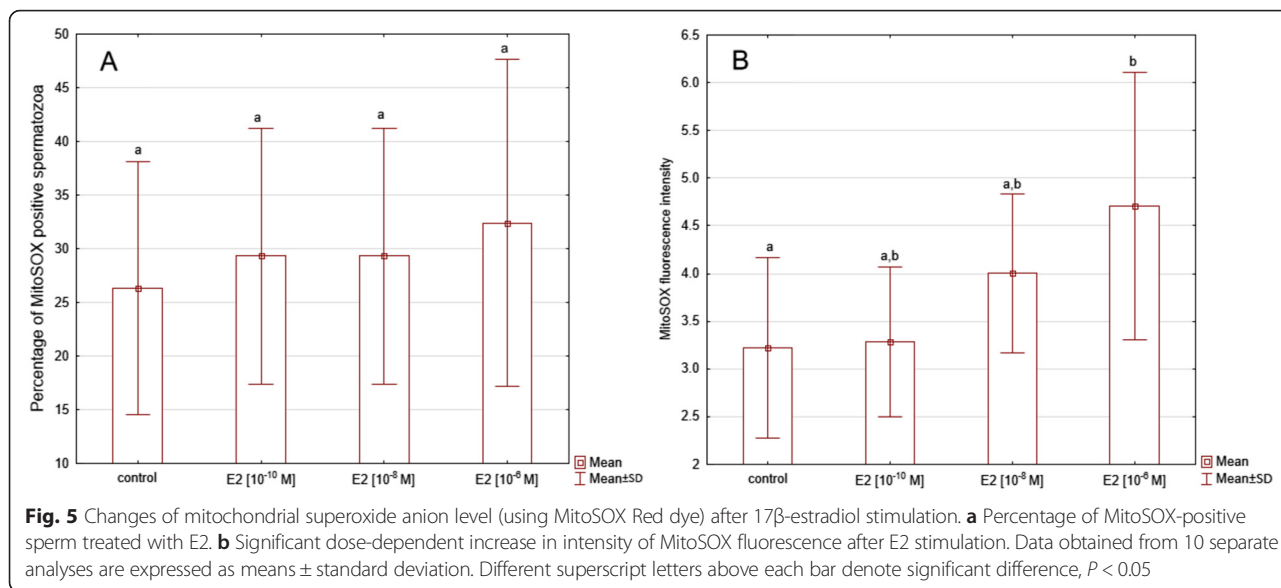 A
Percentage of MitoSOX positive spermatozoa
50
45
40
35
30
25
20
15
10
a
a
a
a
control
E2 [10⁻¹⁰ M]
E2 [10⁻⁸ M]
E2 [10⁻⁶ M]
Mean
Mean±SD
B
MitoSOX fluorescence intensity
6.5
6.0
5.5
5.0
4.5
4.0
3.5
3.0
2.5
2
a
a,b
a,b
b
control
E2 [10⁻¹⁰ M]
E2 [10⁻⁸ M]
E2 [10⁻⁶ M]
Mean
Mean±SD
Fig. 5 Changes of mitochondrial superoxide anion level (using MitoSOX Red dye) after 17β-estradiol stimulation. a Percentage of MitoSOX-positive
sperm treated with E2. b Significant dose-dependent increase in intensity of MitoSOX fluorescence after E2 stimulation. Data obtained from 10 separate
analyses are expressed as means ± standard deviation. Different superscript letters above each bar denote significant difference, P < 0.05